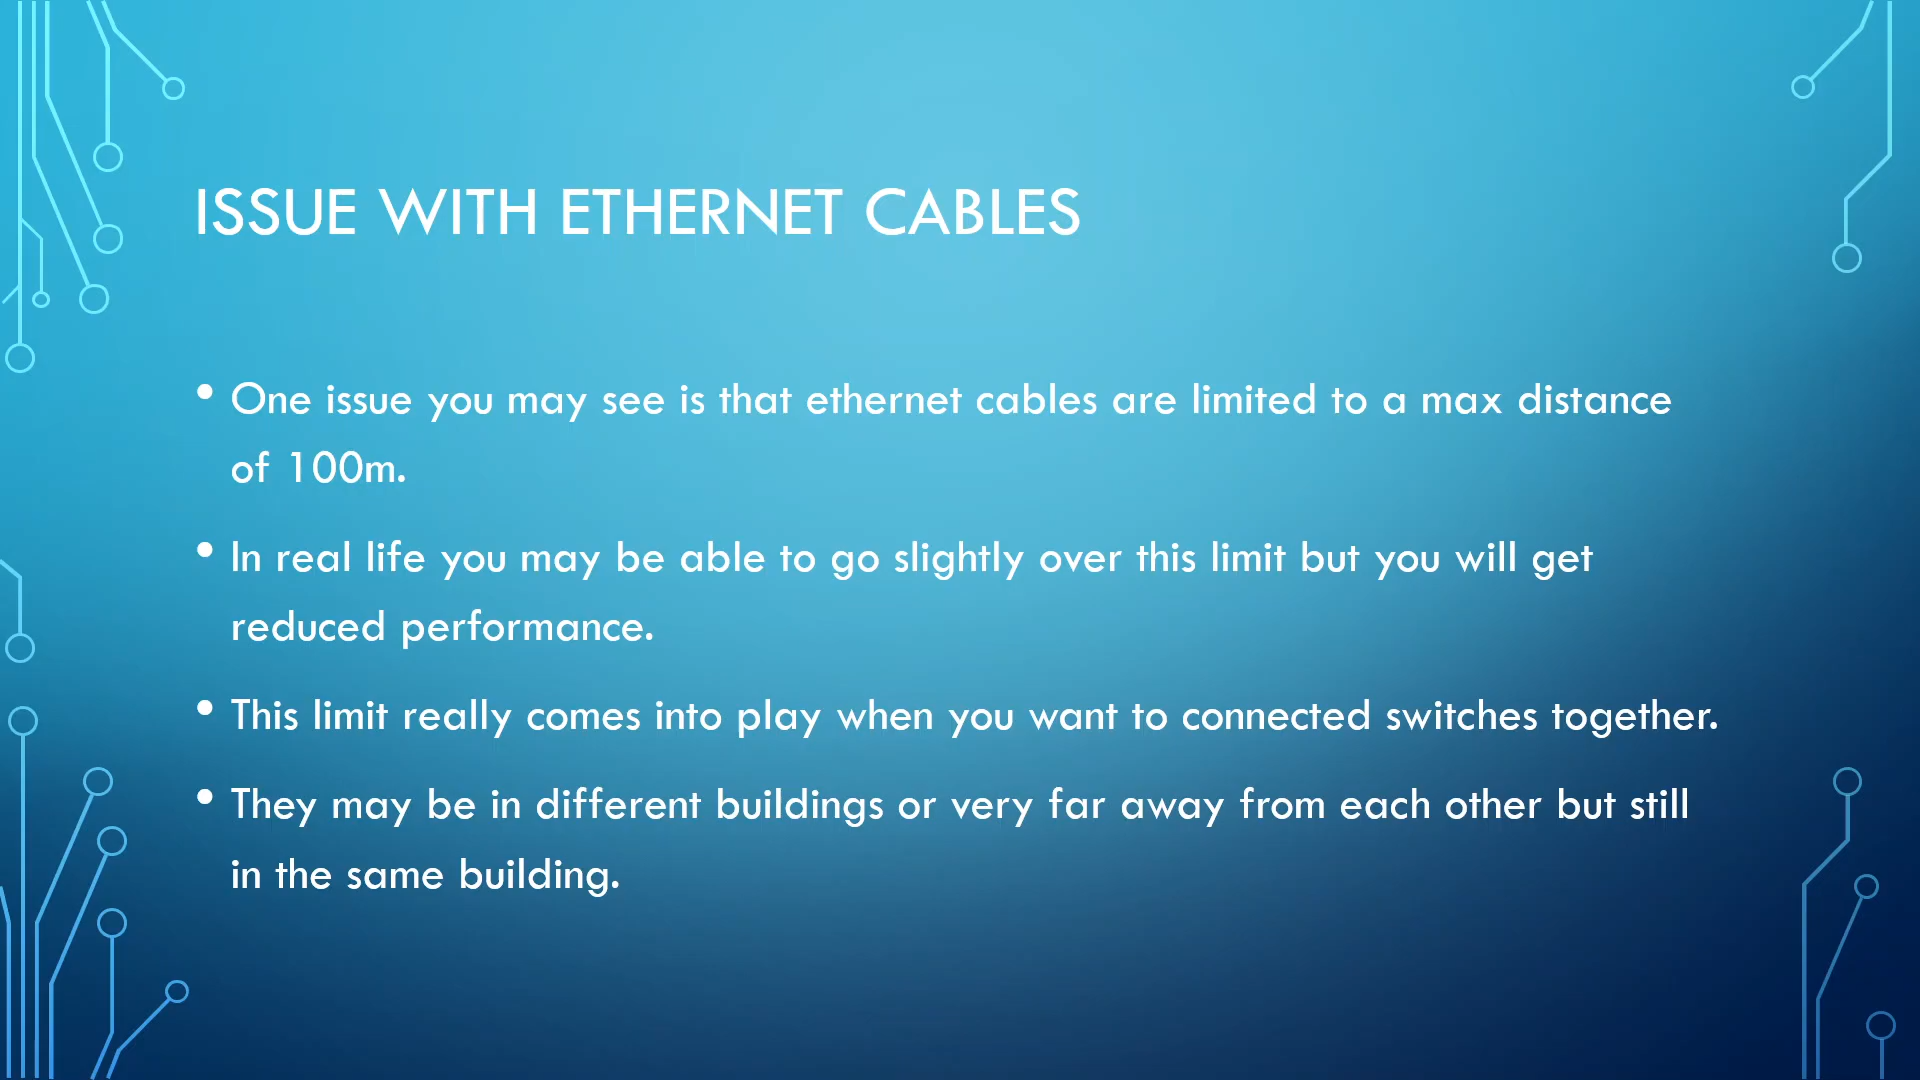 ISSUE WITH ETHERNET CABLES
• One issue you may see is that ethernet cables are limited to a max distance
of 100m.
• In real life you may be able to go slightly over this limit but you will get
reduced performance.
• This limit really comes into play when you want to connected switches together.
• They may be in different buildings or very far away from each other but still
in the same building.